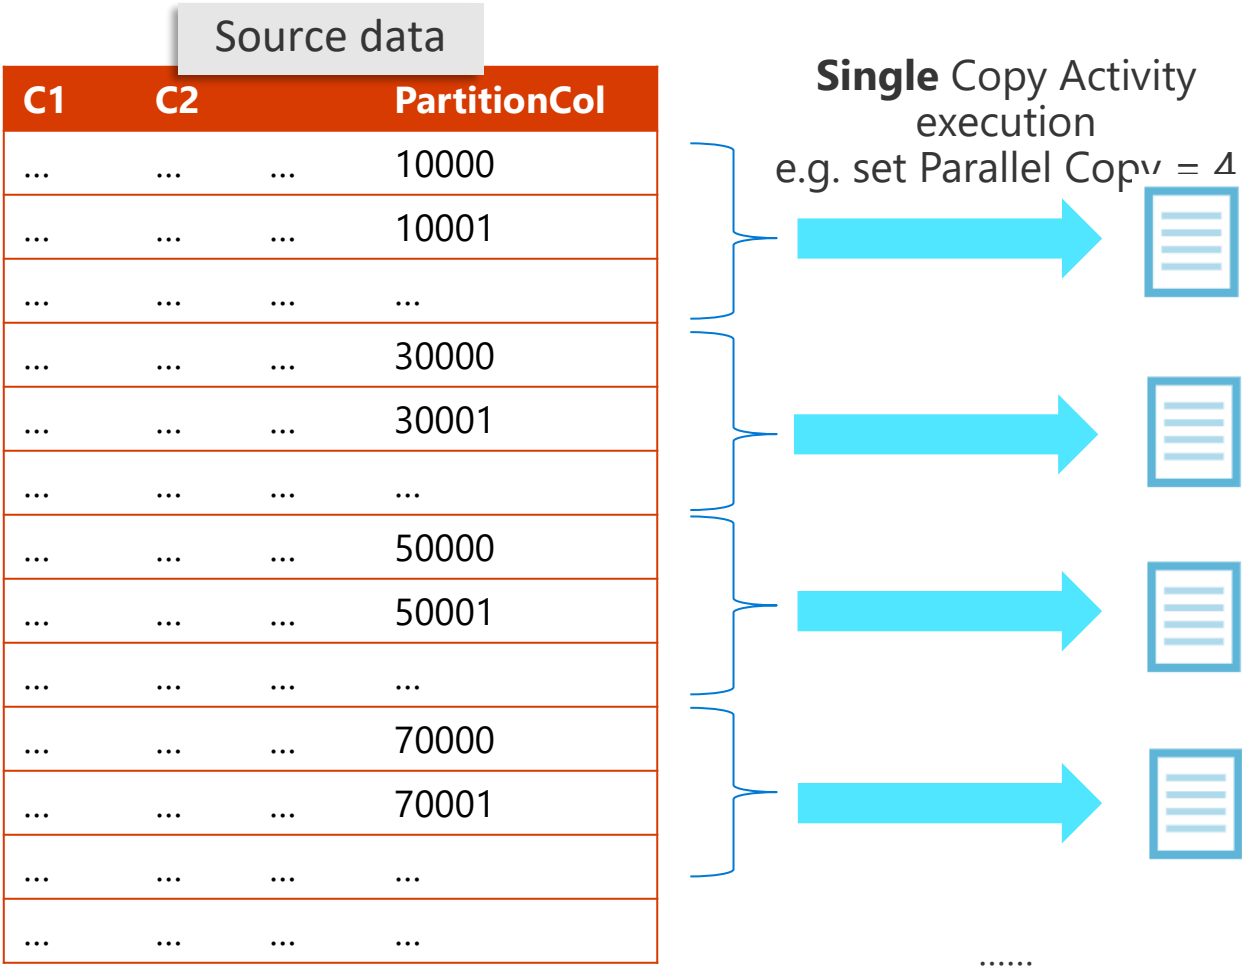 Source data
C1 C2 PartitionCol
... ... ... 10000
... ... ... 10001
... ... ... ...
... ... ... 30000
... ... ... 30001
... ... ... ...
... ... ... 50000
... ... ... 50001
... ... ... ...
... ... ... 70000
... ... ... 70001
... ... ... ...
... ... ... ...
Single Copy Activity
execution
e.g. set Parallel Copy = 4
......